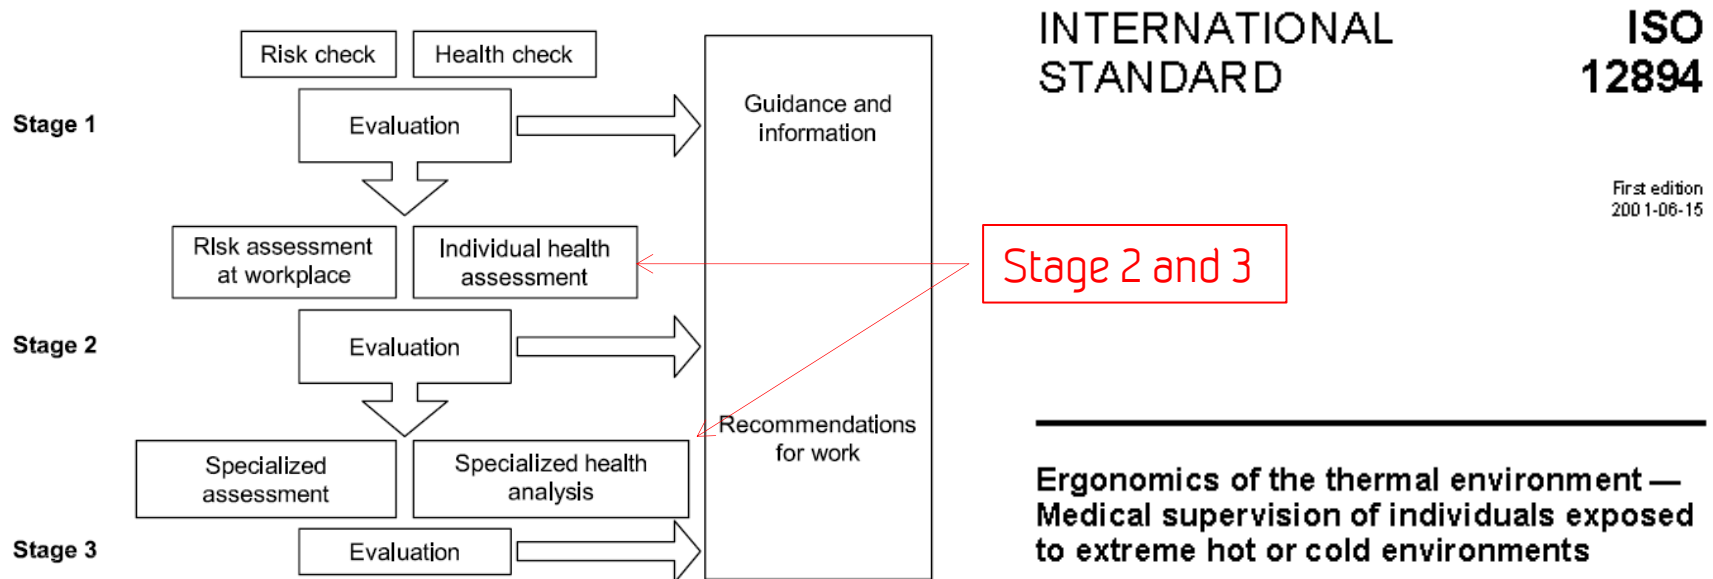 Risk check
Health check
Stage 1
Evaluation
Guidance and
information
RIsk assessment
at workplace
Individual health
assessment
Stage 2
Evaluation
Recommendations
for work
Specialized
assessment
Specialized health
analysis
Stage 3
Evaluation
Stage 2 and 3
INTERNATIONAL
STANDARD
ISO
12894
First edition
2001-06-15
Ergonomics of the thermal environment —
Medical supervision of individuals exposed
to extreme hot or cold environments